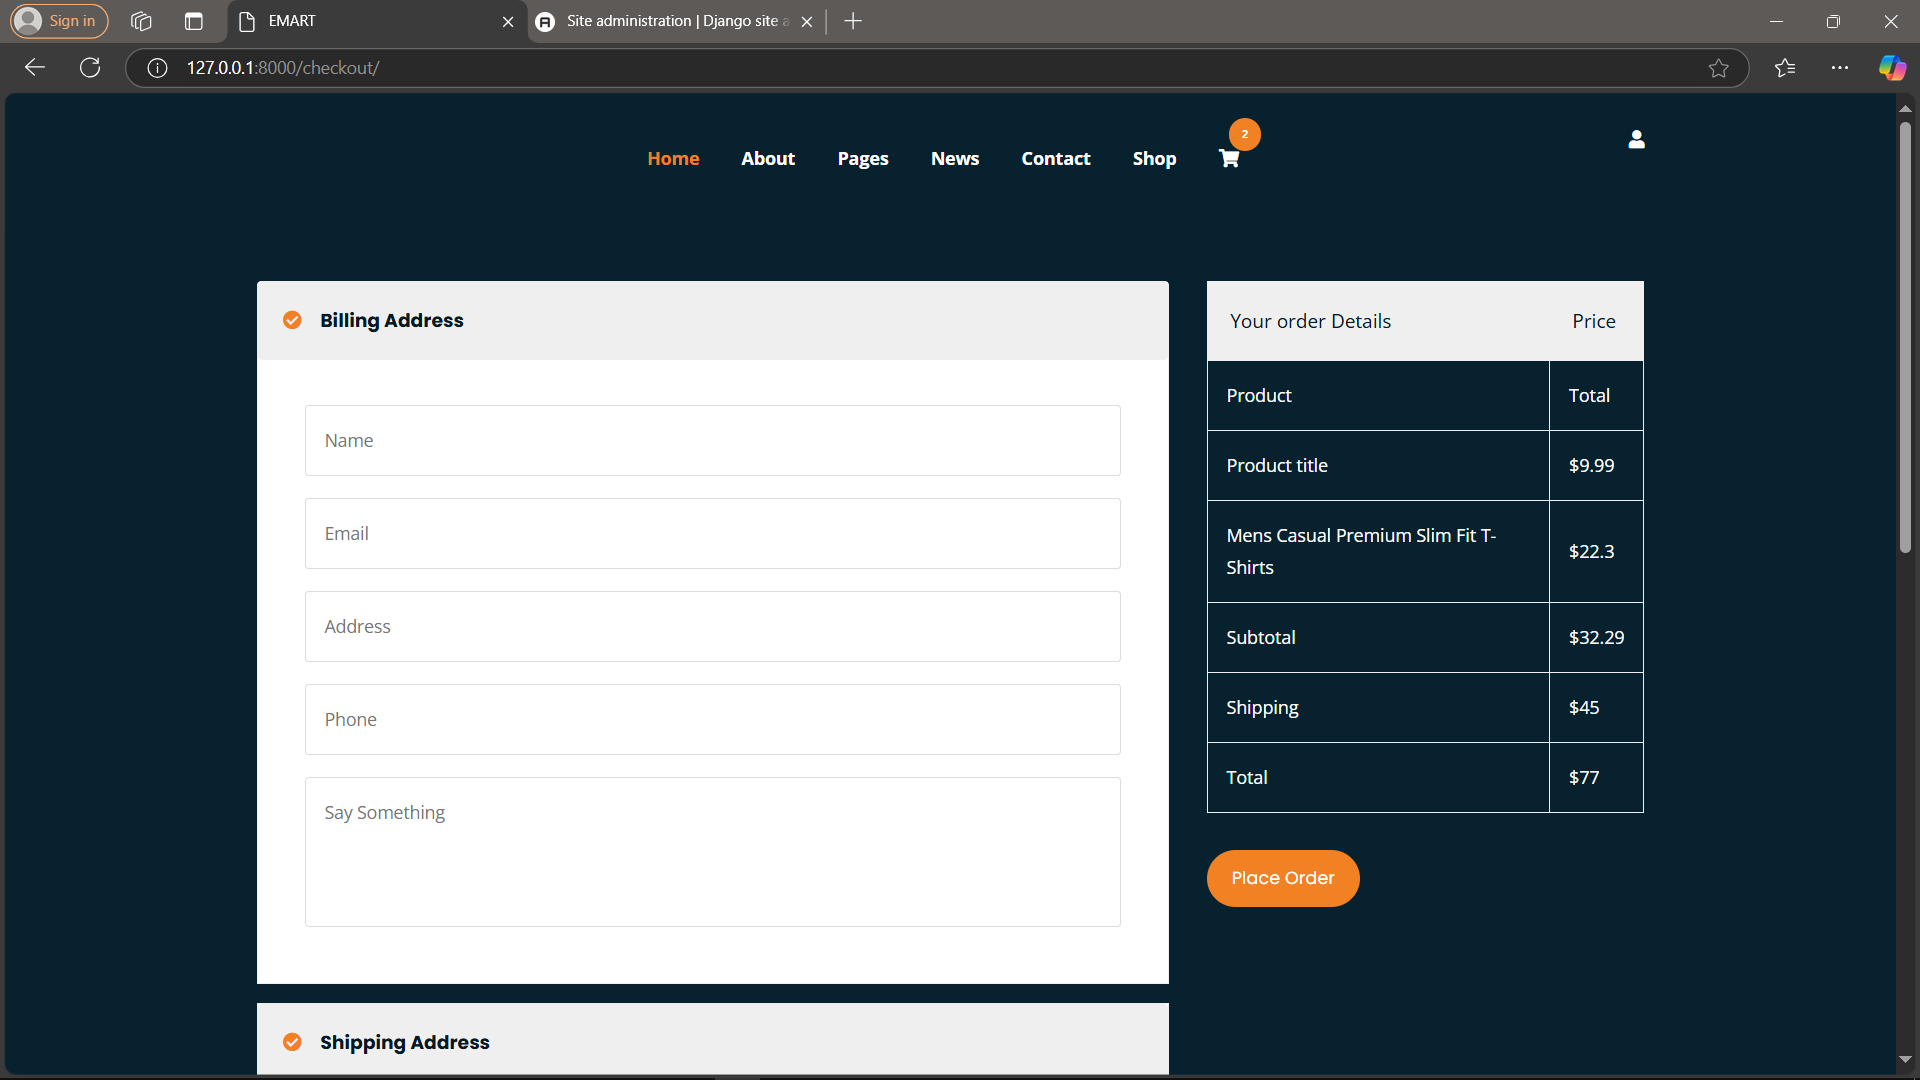 Sign in
EMART
Site administration | Django site a
127.0.0.1:8000/checkout/
2
Home
About
Pages
News
Contact
Shop
Billing Address
Name
Email
Address
Phone
Say Something
Shipping Address
Your order Details Price
Product Total
Product title $9.99
Mens Casual Premium Slim Fit T-
Shirts
$22.3
Subtotal $32.29
Shipping $45
Total $77
Place Order